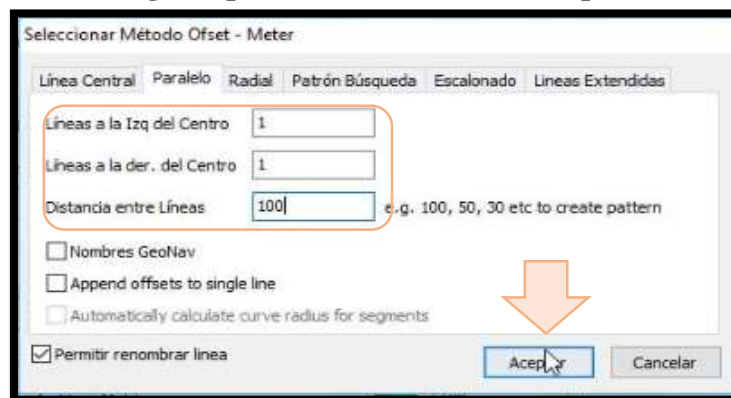 Seleccionar Método Ofset - Meter
Línea Central Paralelo Radial Patrón Búsqueda Escalonado Lineas Extendidas
Líneas a la Izq del Centro 1
Líneas a la der. del Centro 1
Distancia entre Líneas 100 e.g. 100, 50, 30 etc to create pattern
Nombres GeoNav
Append offsets to single line
Automatically calculate curve radius for segments
Permitir renombrar linea
Aceptar Cancelar